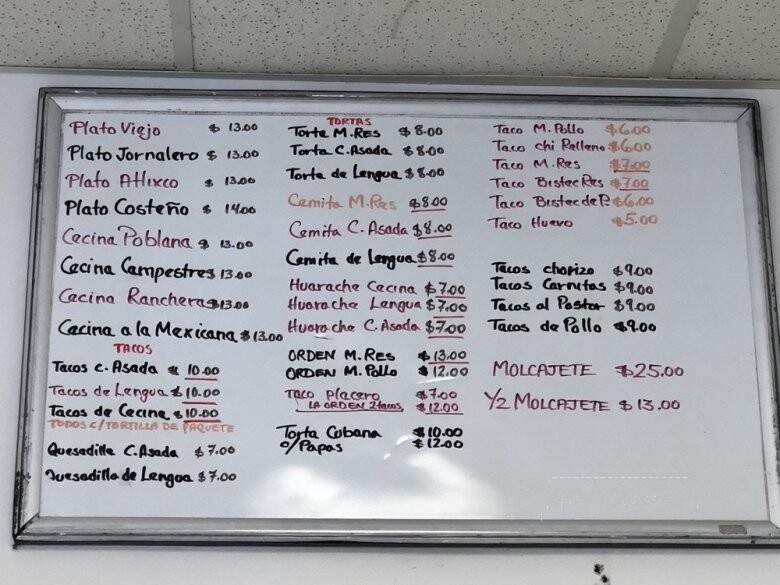 Plato Viejo $ 13.00
Plato Jornalero $ 13.00
Plato Atlixco $ 13.00
Plato Costeño $ 14.00
Cecina Poblana $ 13.00
Cecina Campestres $ 13.00
Cecina Ranchera $ 13.00
Cecina a la Mexicana $ 13.00
TACOS
Tacos C. Asada $ 10.00
Tacos de Lengua $ 10.00
Tacos de Cecina $ 10.00
TODOS C/TORTILLA DE PAQUETE
Quesadilla C. Asada $ 7.00
Quesadilla de Lengua $ 7.00
TORTAS
Torta M. Res $ 8.00
Torta C. Asada $ 8.00
Torta de Lengua $ 8.00
Cemita M. Res $ 8.00
Cemita C. Asada $ 8.00
Cemita de Lengua $ 8.00
Huarache Cecina $ 7.00
Huarache Lengua $ 7.00
Huarache C. Asada $ 7.00
ORDEN M. Res $ 13.00
ORDEN M. Pollo $ 12.00
Taco placero $ 7.00
LA ORDEN 2 tacos, $ 12.00
Torta Cubana $ 10.00
c/Papas $ 12.00
Taco M. Pollo $ 6.00
Taco chi Relleno $ 6.00
Taco M. Res $ 7.00
Taco Bistec Res $ 7.00
Taco Bistec de P. $ 6.00
Taco Huevo $ 5.00
Tacos chorizo $ 9.00
Tacos Carnitas $ 9.00
Tacos al Pastor $ 9.00
Tacos de Pollo $ 9.00
MOLCAJETE $ 25.00
1/2 MOLCAJETE $ 13.00